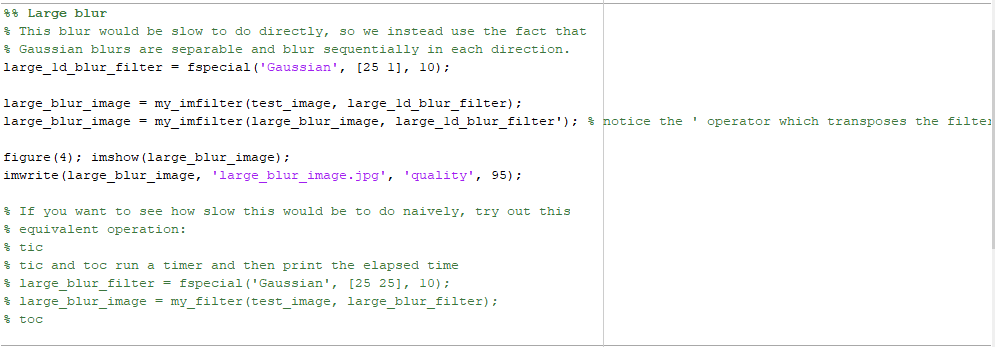 %% Large blur
% This blur would be slow to do directly, so we instead use the fact that
% Gaussian blurs are separable and blur sequentially in each direction.
large_1d_blur_filter = fspecial('Gaussian', [25 1], 10);
large_blur_image = my_imfilter(test_image, large_1d_blur_filter);
large_blur_image = my_imfilter(large_blur_image, large_1d_blur_filter'); % notice the ' operator which transposes the filter
figure(4); imshow(large_blur_image);
imwrite(large_blur_image, 'large_blur_image.jpg', 'quality', 95);
% If you want to see how slow this would be to do naively, try out this
% equivalent operation:
% tic
% tic and toc run a timer and then print the elapsed time
% large_blur_filter = fspecial('Gaussian', [25 25], 10);
% large_blur_image = my_filter(test_image, large_blur_filter);
% toc